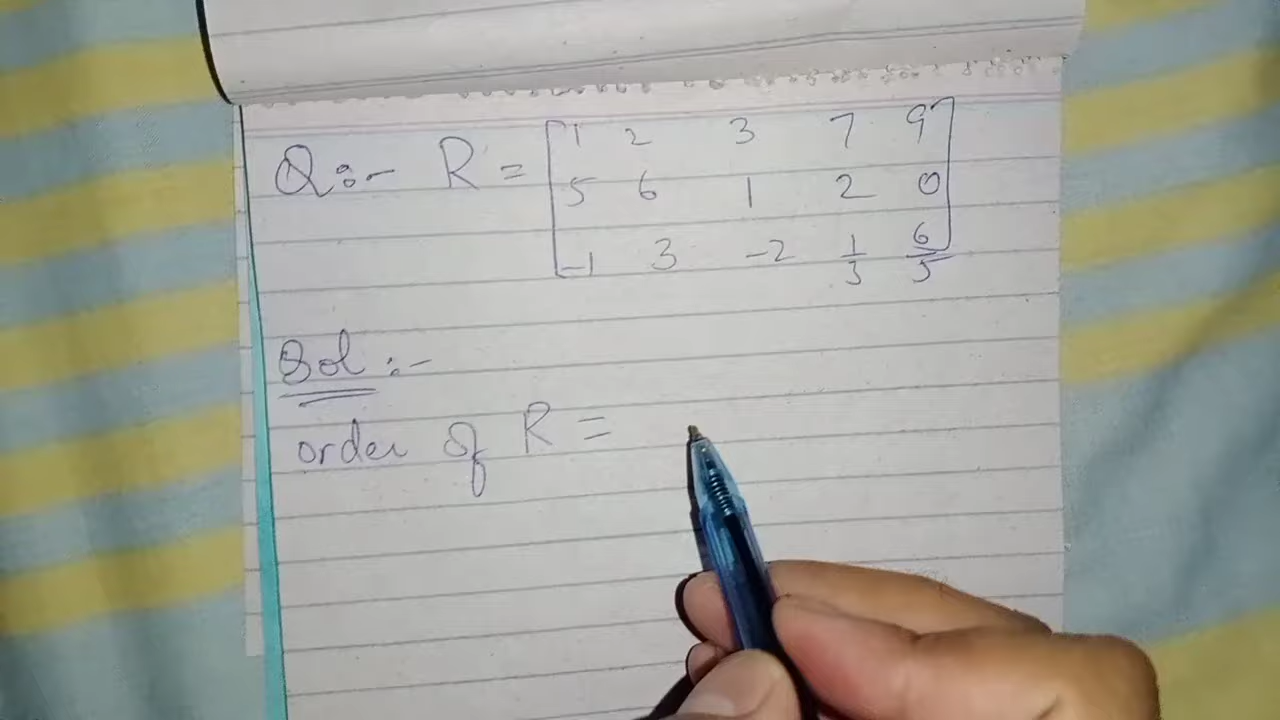 Q:- R = [1 2 3 7 9
5 6 1 2 0
-1 3 -2 1/3 6/5]
Sol:-
order of R =